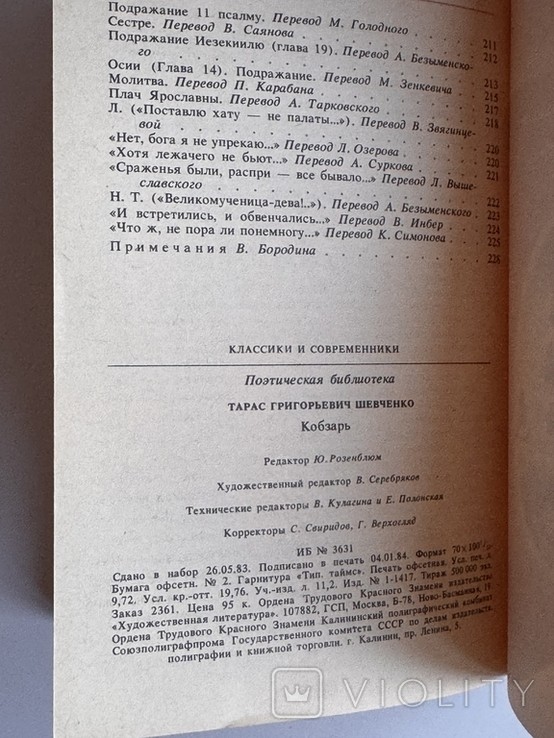 Подражание 11 псалму. Перевод М. Голодного . . . 211
Сестре. Перевод В. Саянова . . . 212
Подражание Иезекиилю (глава 19). Перевод А. Безыменско-
го . . . 213
Осии (Глава 14). Подражание. Перевод М. Зенкевича . 215
Молитва. Перевод П. Карабана . . . 217
Плач Ярославны. Перевод А. Тарковского . . . 218
Л. («Поставлю хату — не палаты...»). Перевод В. Звягинце-
вой . . . 220
«Нет, бога я не упрекаю...» Перевод Л. Озерова . . 220
«Хотя лежачего не бьют...» Перевод А. Суркова . . . 221
«Сраженья были, распри — все бывало...» Перевод Л. Выше-
славского . . . 222
Н. Т. («Великомученица-дева!..»). Перевод А. Безыменского . 223
«И встретились, и обвенчались...» Перевод В. Инбер . . 224
«Что ж, не пора ли понемногу...» Перевод К. Симонова . . 225
Примечания В. Бородина . . . 226
КЛАССИКИ И СОВРЕМЕННИКИ
Поэтическая библиотека
ТАРАС ГРИГОРЬЕВИЧ ШЕВЧЕНКО
Кобзарь
Редактор Ю. Розенблюм
Художественный редактор В. Серебряков
Технические редакторы В. Кулагина и Е. Полонская
Корректоры С. Свиридов, Г. Верхогляд
ИБ № 3631
Сдано в набор 26.05.83. Подписано в печать 04.01.84. Формат 70×100
Бумага офсетн. № 2. Гарнитура «Тип. таймс». Печать офсетная. Усл. печ. л.
9,72. Усл. кр.-отт. 19,76. Уч.-изд. л. 11,2. Изд. № 1-1417. Тираж 500 000 экз.
Заказ 2361. Цена 95 к. Ордена Трудового Красного Знамени издательство
«Художественная литература». 107882, ГСП, Москва, Б-78, Ново-Басманная, 19
Ордена Трудового Красного Знамени Калининский полиграфический комбинат
Союзполиграфпрома Государственного комитета СССР по делам издательств,
полиграфии и книжной торговли. г. Калинин, пр. Ленина, 5.
VIOLITY